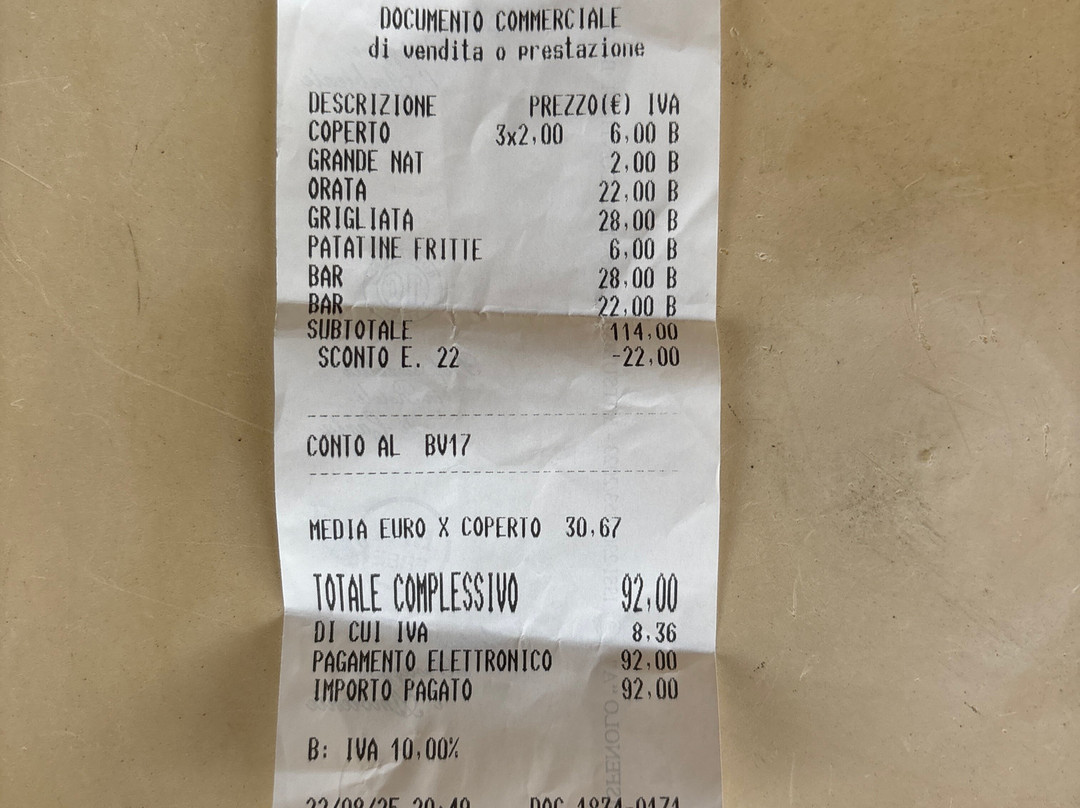 DOCUMENTO COMMERCIALE
di vendita o prestazione
DESCRIZIONE PREZZO(€) IVA
COPERTO 3x2,00 6,00 B
GRANDE NAT 2,00 B
ORATA 22,00 B
GRIGLIATA 28,00 B
PATATINE FRITTE 6,00 B
BAR 28,00 B
BAR 22,00 B
SUBTOTALE 114,00
SCONTO E. 22 -22,00
CONTO AL BV17
MEDIA EURO X COPERTO 30,67
TOTALE COMPLESSIVO 92,00
DI CUI IVA 8,36
PAGAMENTO ELETTRONICO 92,00
IMPORTO PAGATO 92,00
B: IVA 10,00%
DOC